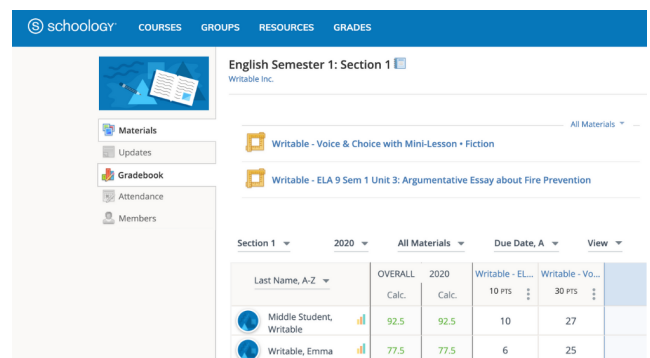 schoology®
COURSES
GROUPS
RESOURCES
GRADES
English Semester 1: Section 1
Writable Inc.
Materials
Updates
Gradebook
Attendance
Members
All Materials
Writable - Voice & Choice with Mini-Lesson • Fiction
Writable - ELA 9 Sem 1 Unit 3: Argumentative Essay about Fire Prevention
Section 1
2020
All Materials
Due Date, A
View
Last Name, A-Z
OVERALL
2020
Writable - EL...
Writable - Vo...
Calc.
Calc.
10 PTS
30 PTS
Middle Student,
Writable
92.5
92.5
10
27
Writable, Emma
77.5
77.5
6
25